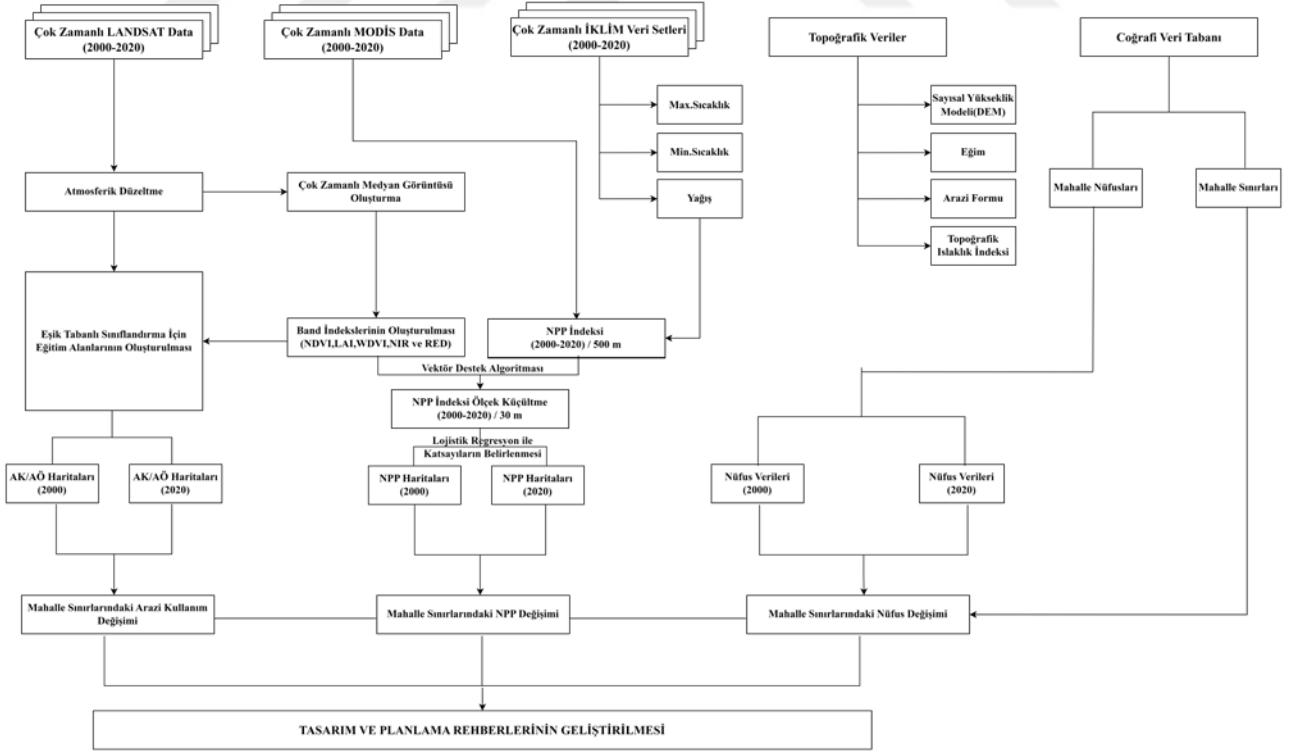 Çok Zamanlı LANDSAT Data
(2000-2020)
Çok Zamanlı MODİS Data
(2000-2020)
Çok Zamanlı İKLİM Veri Setleri
(2000-2020)
Topoğrafik Veriler
Coğrafi Veri Tabanı
Max.Sıcaklık
Min.Sıcaklık
Yağış
Sayısal Yükseklik
Modeli(DEM)
Eğim
Arazi Formu
Topoğrafik
Islaklık İndeksi
Mahalle Nüfusları
Mahalle Sınırları
Atmosferik Düzeltme
Çok Zamanlı Medyan Görüntüsü
Oluşturma
Eşik Tabanlı Sınıflandırma İçin
Eğitim Alanlarının Oluşturulması
Band İndekslerinin Oluşturulması
(NDVI,LAI,WDVI,NIR ve RED)
NPP İndeksi
(2000-2020) / 500 m
Vektör Destek Algoritması
NPP İndeksi Ölçek Küçültme
(2000-2020) / 30 m
Lojistik Regresyon ile
Katsayıların Belirlenmesi
AK/AÖ Haritaları
(2000)
AK/AÖ Haritaları
(2020)
NPP Haritaları
(2000)
NPP Haritaları
(2020)
Nüfus Verileri
(2000)
Nüfus Verileri
(2020)
Mahalle Sınırlarındaki Arazi Kullanım
Değişimi
Mahalle Sınırlarındaki NPP Değişimi
Mahalle Sınırlarındaki Nüfus Değişimi
TASARIM VE PLANLAMA REHBERLERİNİN GELİŞTİRİLMESİ